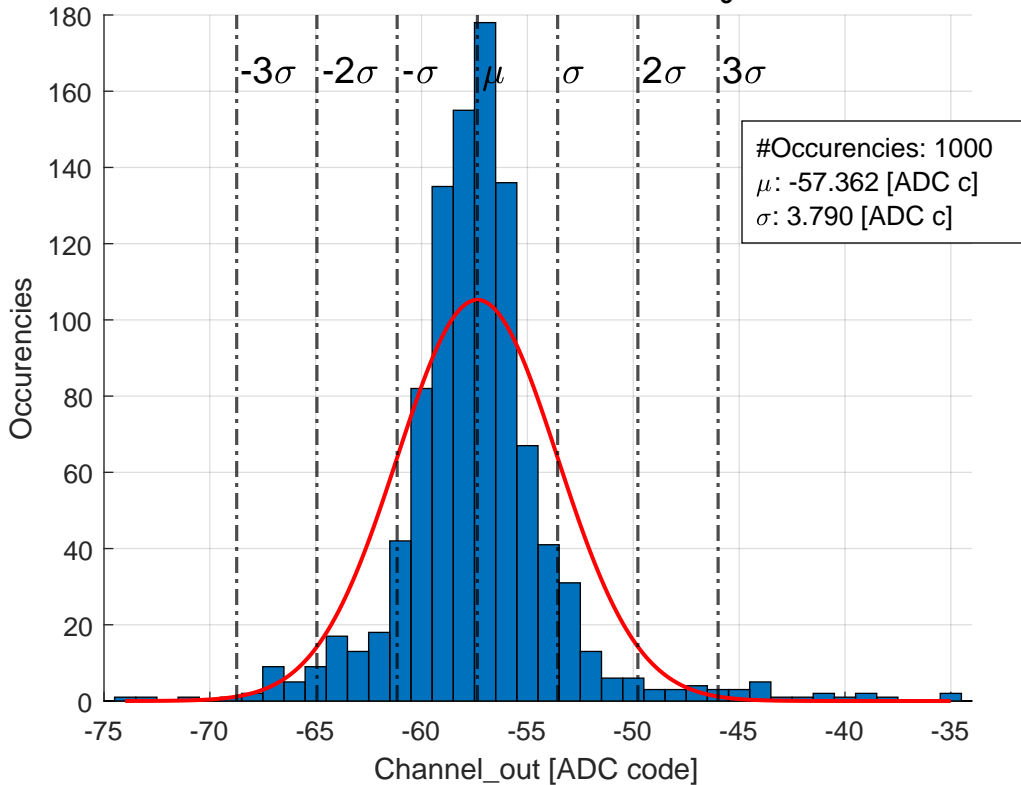 180
160
140
120
100
80
60
40
20
0
-3σ -2σ -σ μ σ 2σ 3σ
#Occurencies: 1000
μ: -57.362 [ADC c]
σ: 3.790 [ADC c]
Occurencies
-75 -70 -65 -60 -55 -50 -45 -40 -35
Channel_out [ADC code]